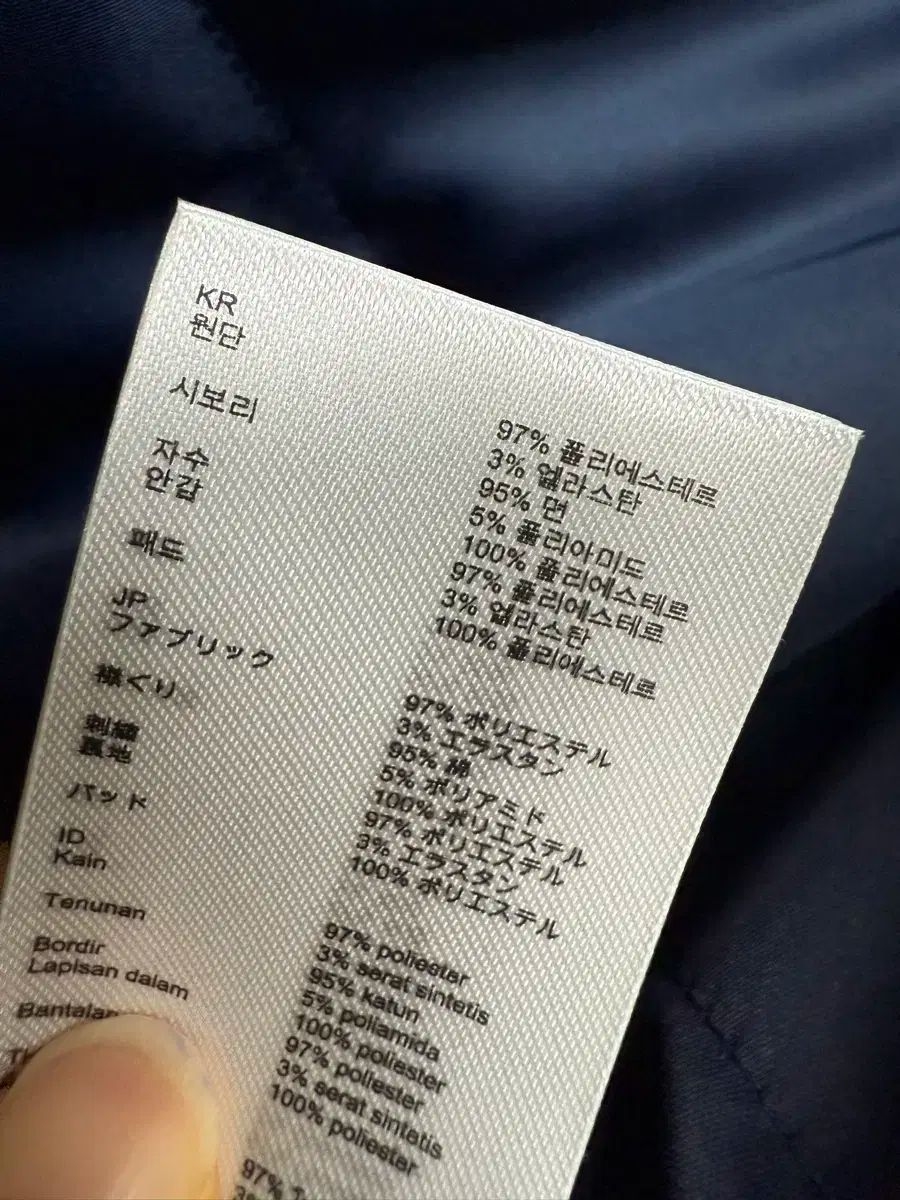 KR
원단 97% 폴리에스테르
3% 엘라스탄
시보리 95% 면
5% 폴리아미드
자수 100% 폴리에스테르
안감 97% 폴리에스테르
3% 엘라스탄
패드 100% 폴리에스테르
JP
ファブリック 97% ポリエステル
3% エラスタン
襟ぐり 95% 綿
5% ポリアミド
刺繍 100% ポリエステル
裏地 97% ポリエステル
3% エラスタン
パッド 100% ポリエステル
ID
Kain 97% poliester
3% serat sintetis
Tenunan 95% katun
5% poliamida
Bordir 100% poliester
Lapisan dalam 97% poliester
3% serat sintetis
Bantalan 100% poliester
97%